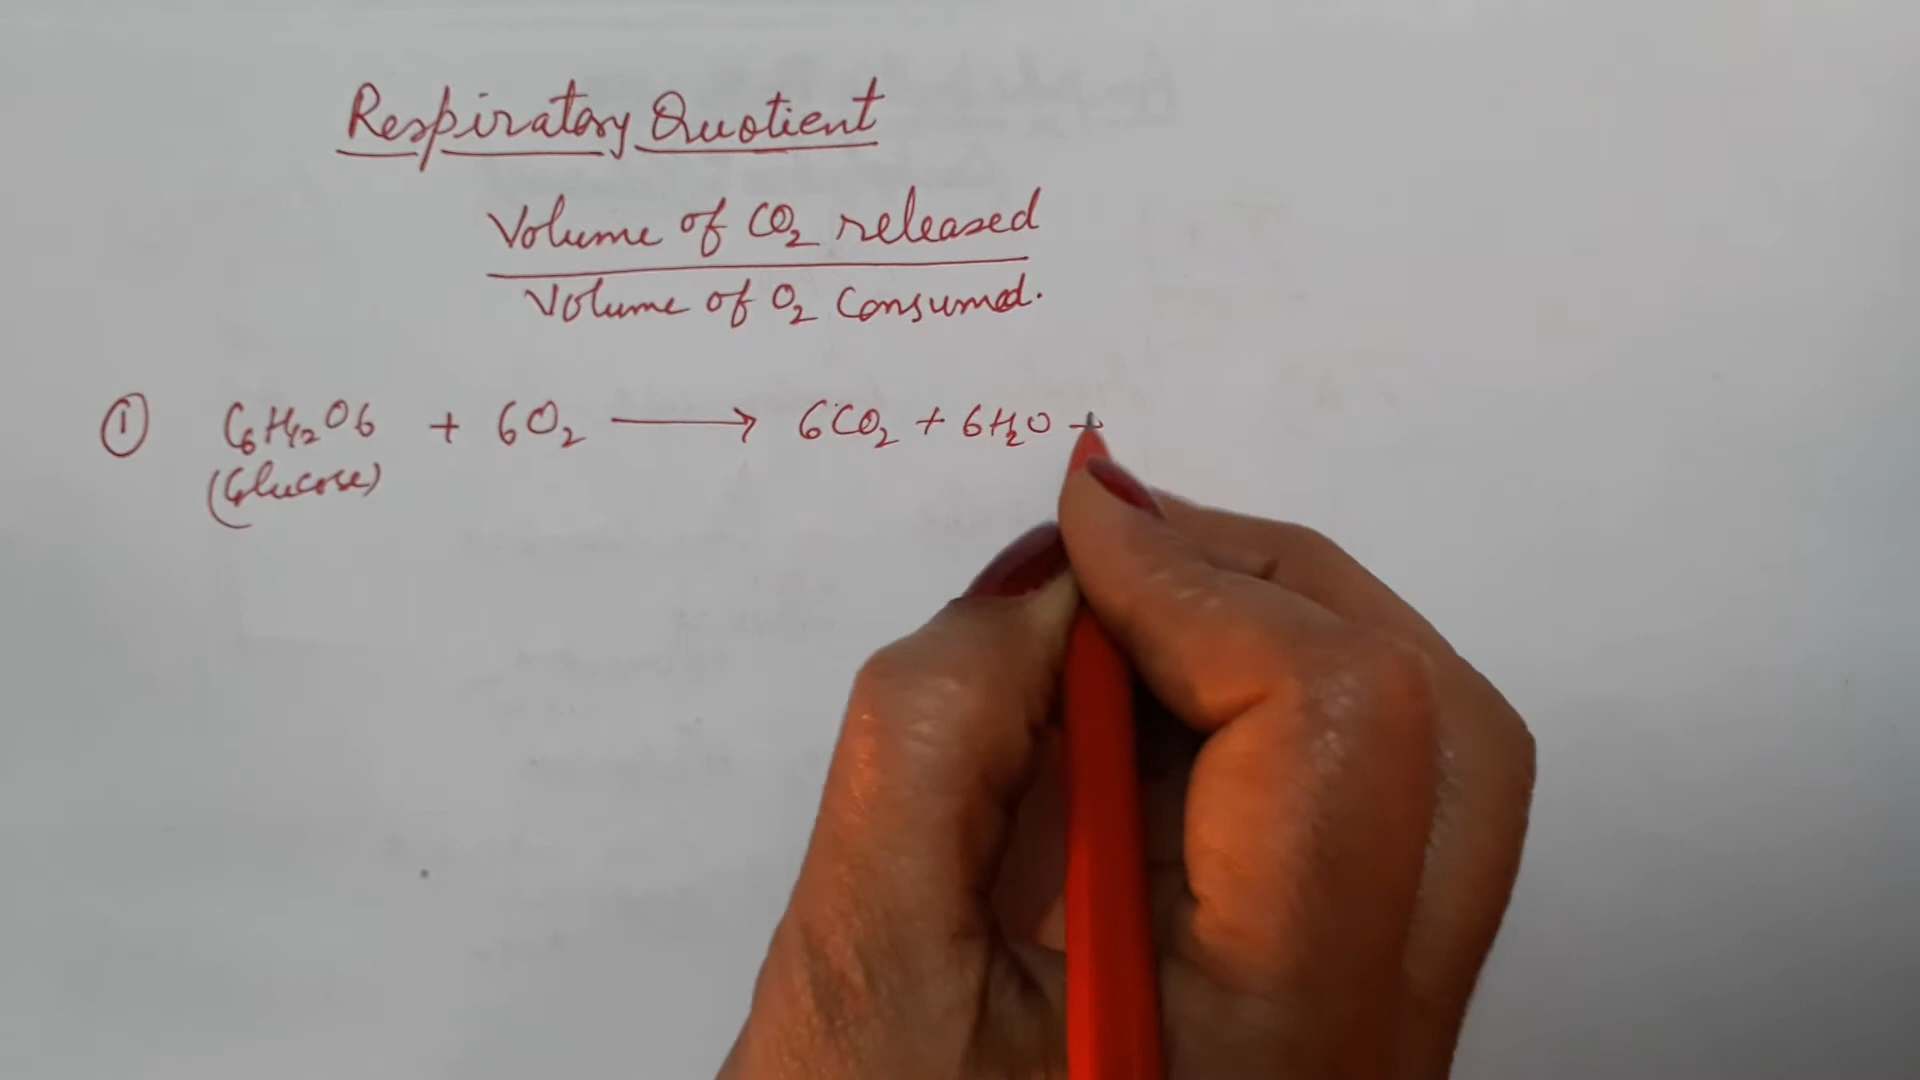 Respiratory Quotient
Volume of CO₂ released
Volume of O₂ Consumed.
① C₆H₁₂O6 + 6O₂ ⟶ 6CO₂ + 6H₂O +
(Glucose)